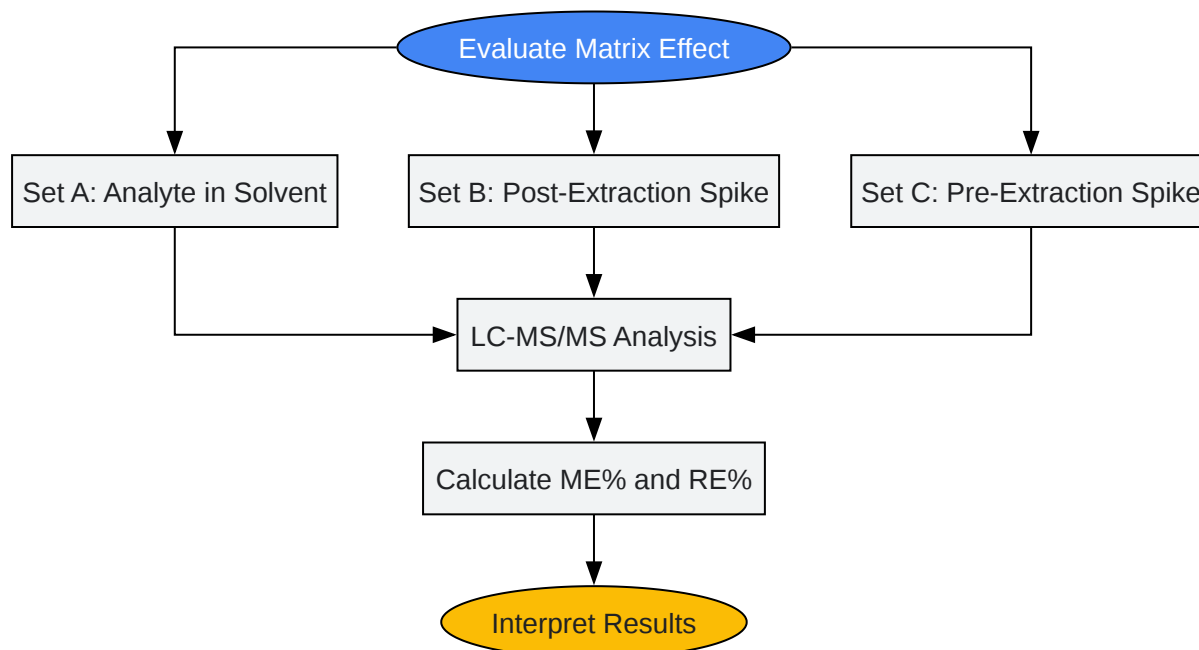 Evaluate Matrix Effect
Set A: Analyte in Solvent
Set B: Post-Extraction Spike
Set C: Pre-Extraction Spike
LC-MS/MS Analysis
Calculate ME% and RE%
Interpret Results